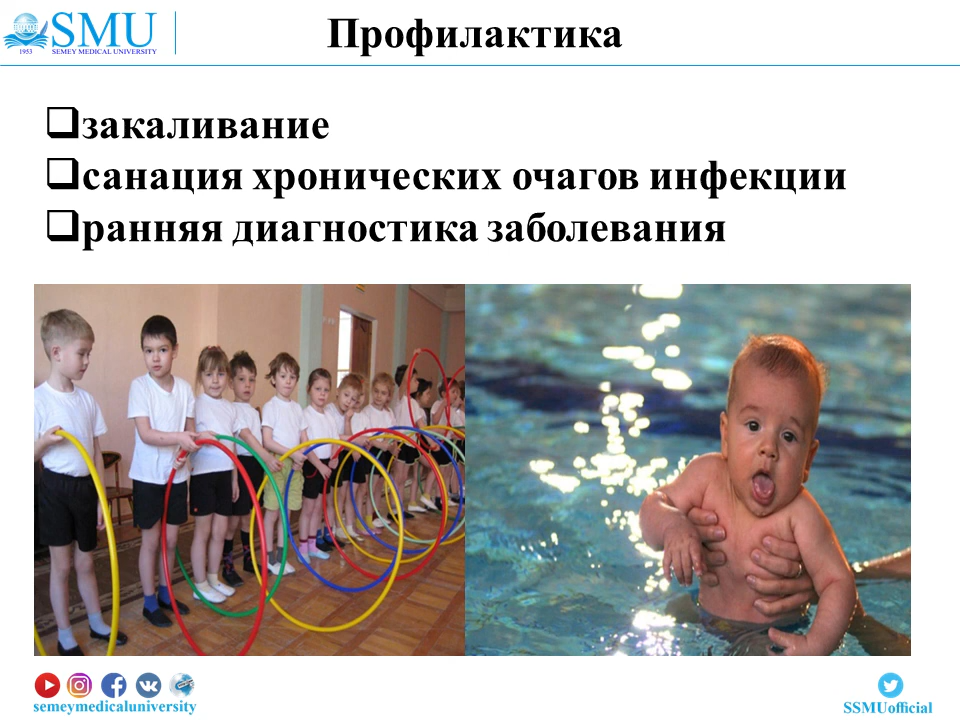 SMU
1953 SEMEY MEDICAL UNIVERSITY
Профилактика
закаливание
санация хронических очагов инфекции
ранняя диагностика заболевания
semeymedicaluniversity
SSMUofficial